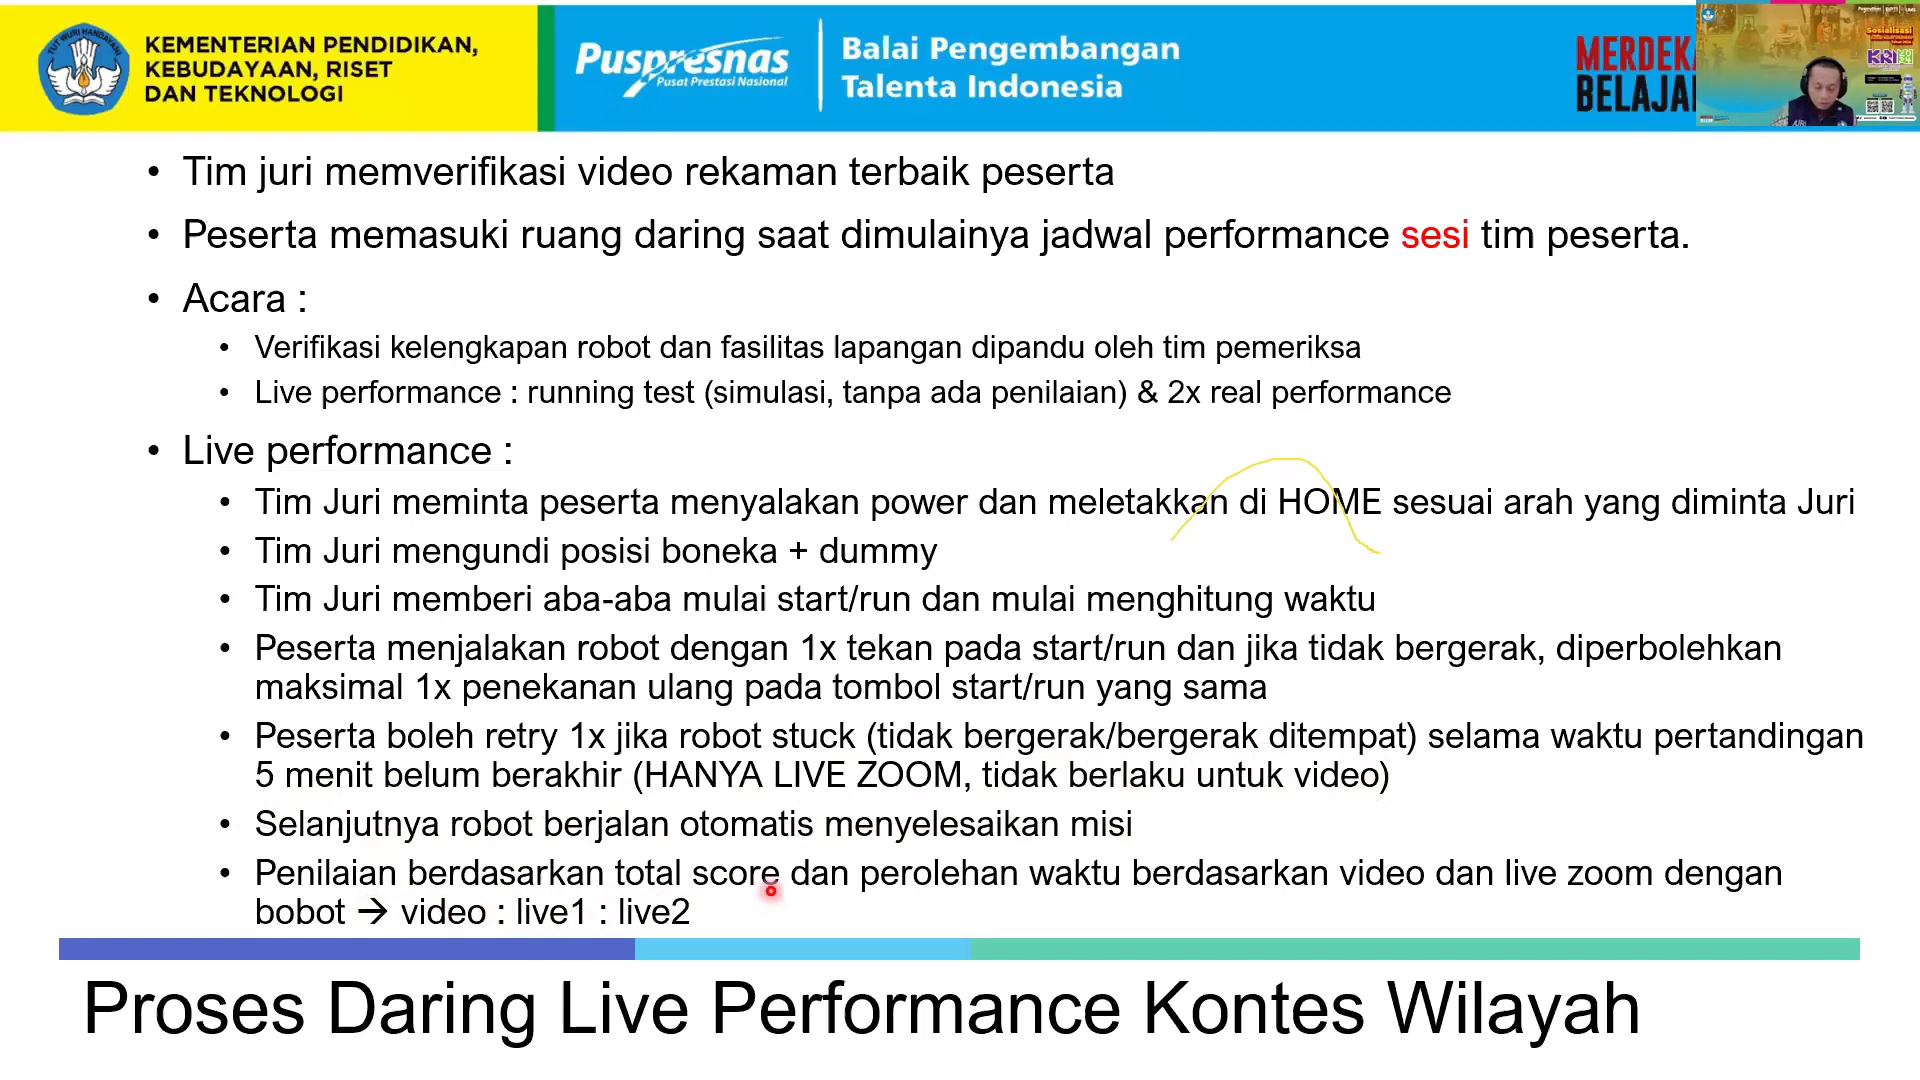 TUT WURI HANDAYANI
KEMENTERIAN PENDIDIKAN,
KEBUDAYAAN, RISET
DAN TEKNOLOGI
Puspresnas
Pusat Prestasi Nasional
Balai Pengembangan
Talenta Indonesia
MERDEKA
BELAJA
Sosialisasi
KRI
• Tim juri memverifikasi video rekaman terbaik peserta
• Peserta memasuki ruang daring saat dimulainya jadwal performance sesi tim peserta.
• Acara :
• Verifikasi kelengkapan robot dan fasilitas lapangan dipandu oleh tim pemeriksa
• Live performance : running test (simulasi, tanpa ada penilaian) & 2x real performance
• Live performance :
• Tim Juri meminta peserta menyalakan power dan meletakkan di HOME sesuai arah yang diminta Juri
• Tim Juri mengundi posisi boneka + dummy
• Tim Juri memberi aba-aba mulai start/run dan mulai menghitung waktu
• Peserta menjalakan robot dengan 1x tekan pada start/run dan jika tidak bergerak, diperbolehkan
maksimal 1x penekanan ulang pada tombol start/run yang sama
• Peserta boleh retry 1x jika robot stuck (tidak bergerak/bergerak ditempat) selama waktu pertandingan
5 menit belum berakhir (HANYA LIVE ZOOM, tidak berlaku untuk video)
• Selanjutnya robot berjalan otomatis menyelesaikan misi
• Penilaian berdasarkan total score dan perolehan waktu berdasarkan video dan live zoom dengan
bobot → video : live1 : live2
Proses Daring Live Performance Kontes Wilayah